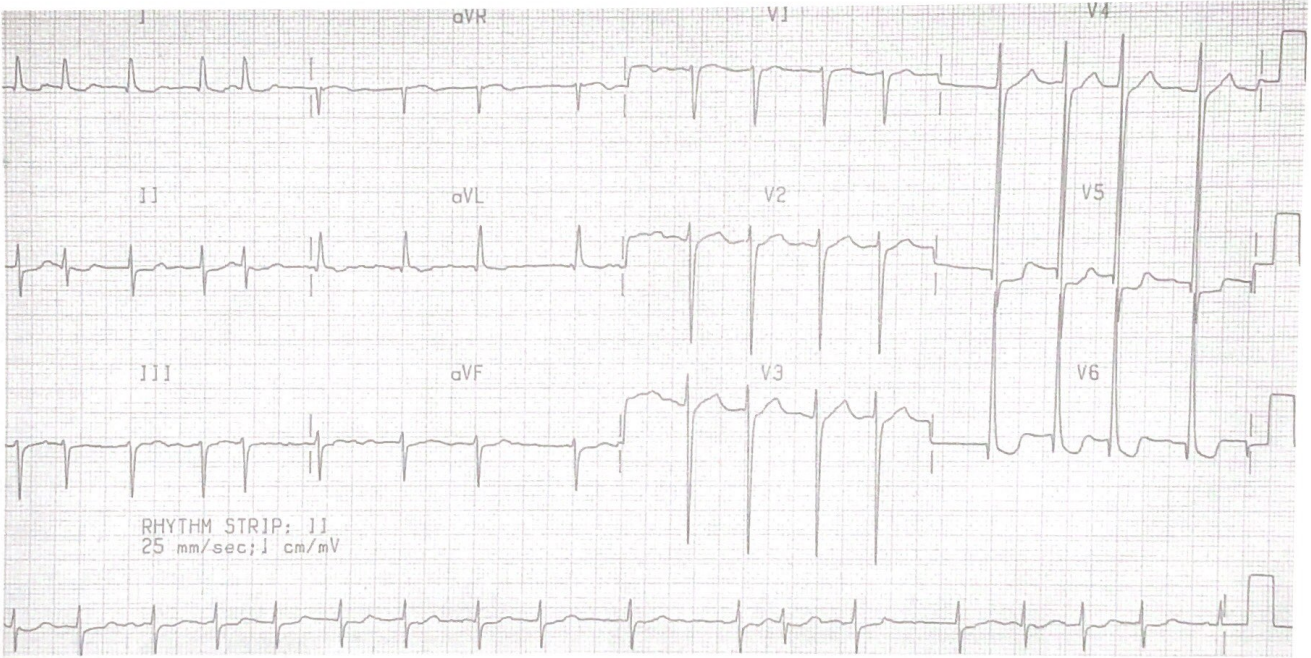 I aVR V1 V4
II aVL V2 V5
III aVF V3 V6
RHYTHM STRIP: II
25 mm/sec;1 cm/mV